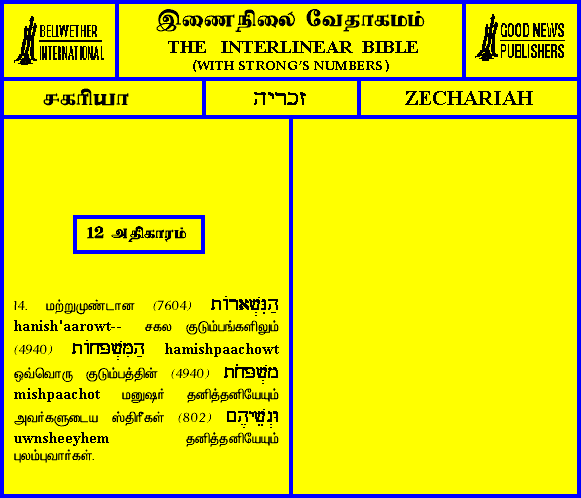 BELLWETHER
INTERNATIONAL
இணைநிலை வேதாகமம்
THE INTERLINEAR BIBLE
(WITH STRONG'S NUMBERS)
GOOD NEWS
PUBLISHERS
சகரியா
זכריה
ZECHARIAH
12 அதிகாரம்
14. மற்றுமுண்டான (7604) הַנִּשְׁאָרוֹת
hanish'aarowt-- சகல குடும்பங்களிலும்
(4940) הַמִּשְׁפָּחוֹת hamishpaachowt
ஒவ்வொரு குடும்பத்தின் (4940) מִשְׁפָּחֹת
mishpaachot மனுஷர் தனித்தனியேயும்
அவர்களுடைய ஸ்திரீகள் (802) וּנְשֵׁיהֶם
uwnsheeyhem தனித்தனியேயும்
புலம்புவார்கள்.